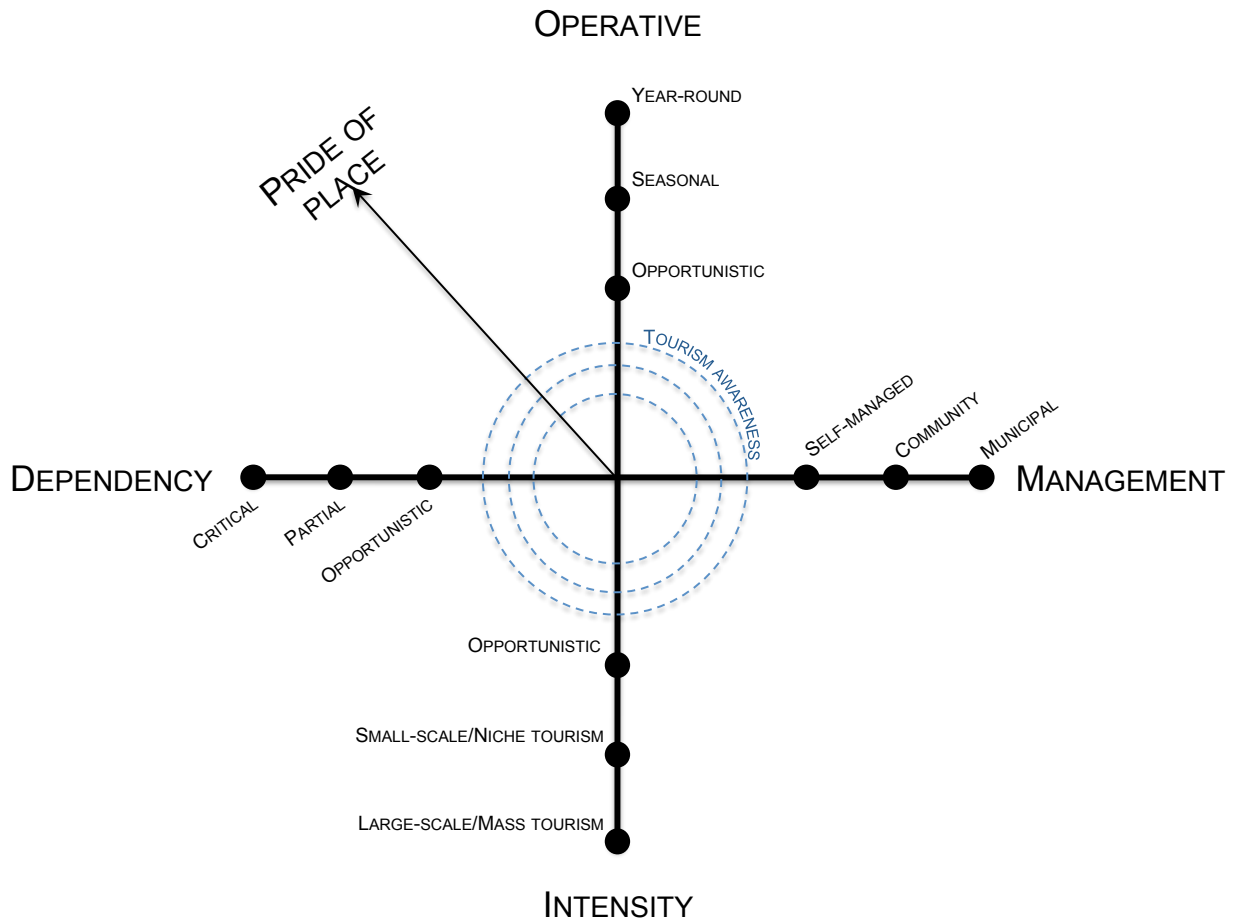 OPERATIVE
YEAR-ROUND
PRIDE OF
PLACE
SEASONAL
OPPORTUNISTIC
TOURISM AWARENESS
SELF-MANAGED
COMMUNITY
MUNICIPAL
DEPENDENCY
MANAGEMENT
CRITICAL
PARTIAL
OPPORTUNISTIC
OPPORTUNISTIC
SMALL-SCALE/NICHE TOURISM
LARGE-SCALE/MASS TOURISM
INTENSITY